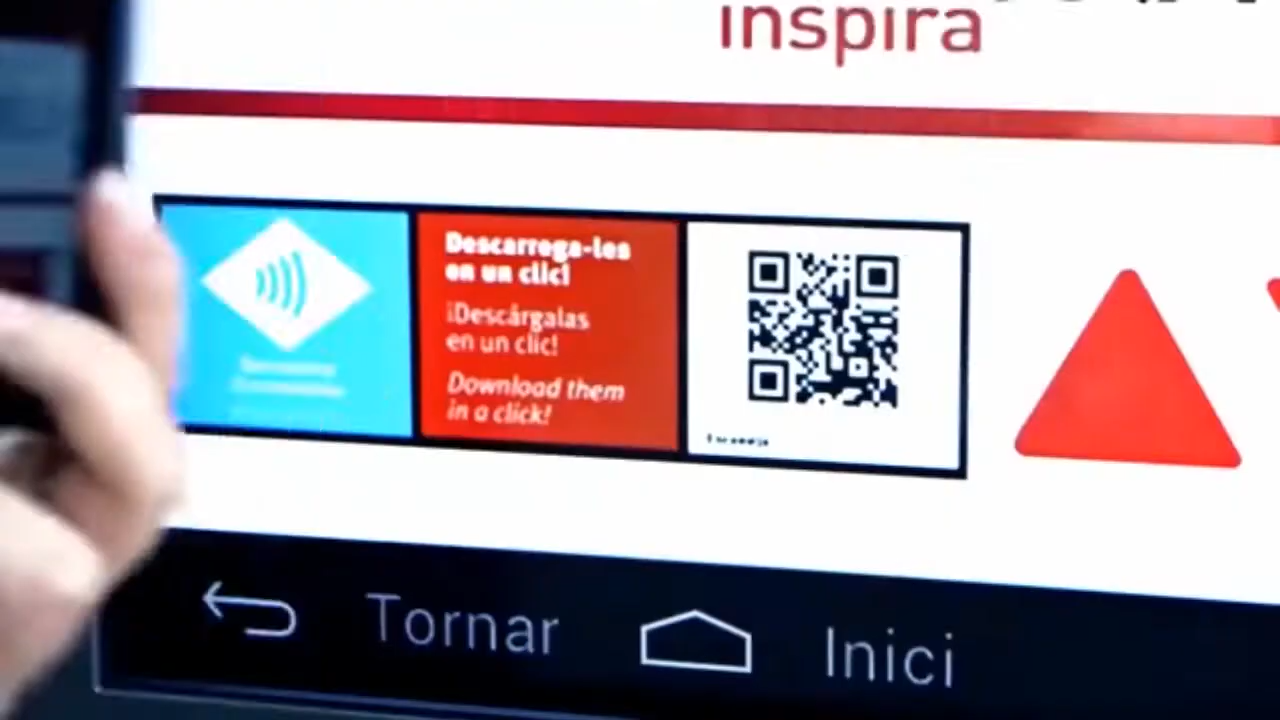 inspira
Descarrega-les
en un clic!
¡Descárgalas
en un clic!
Download them
in a click!
Tornar
Inici